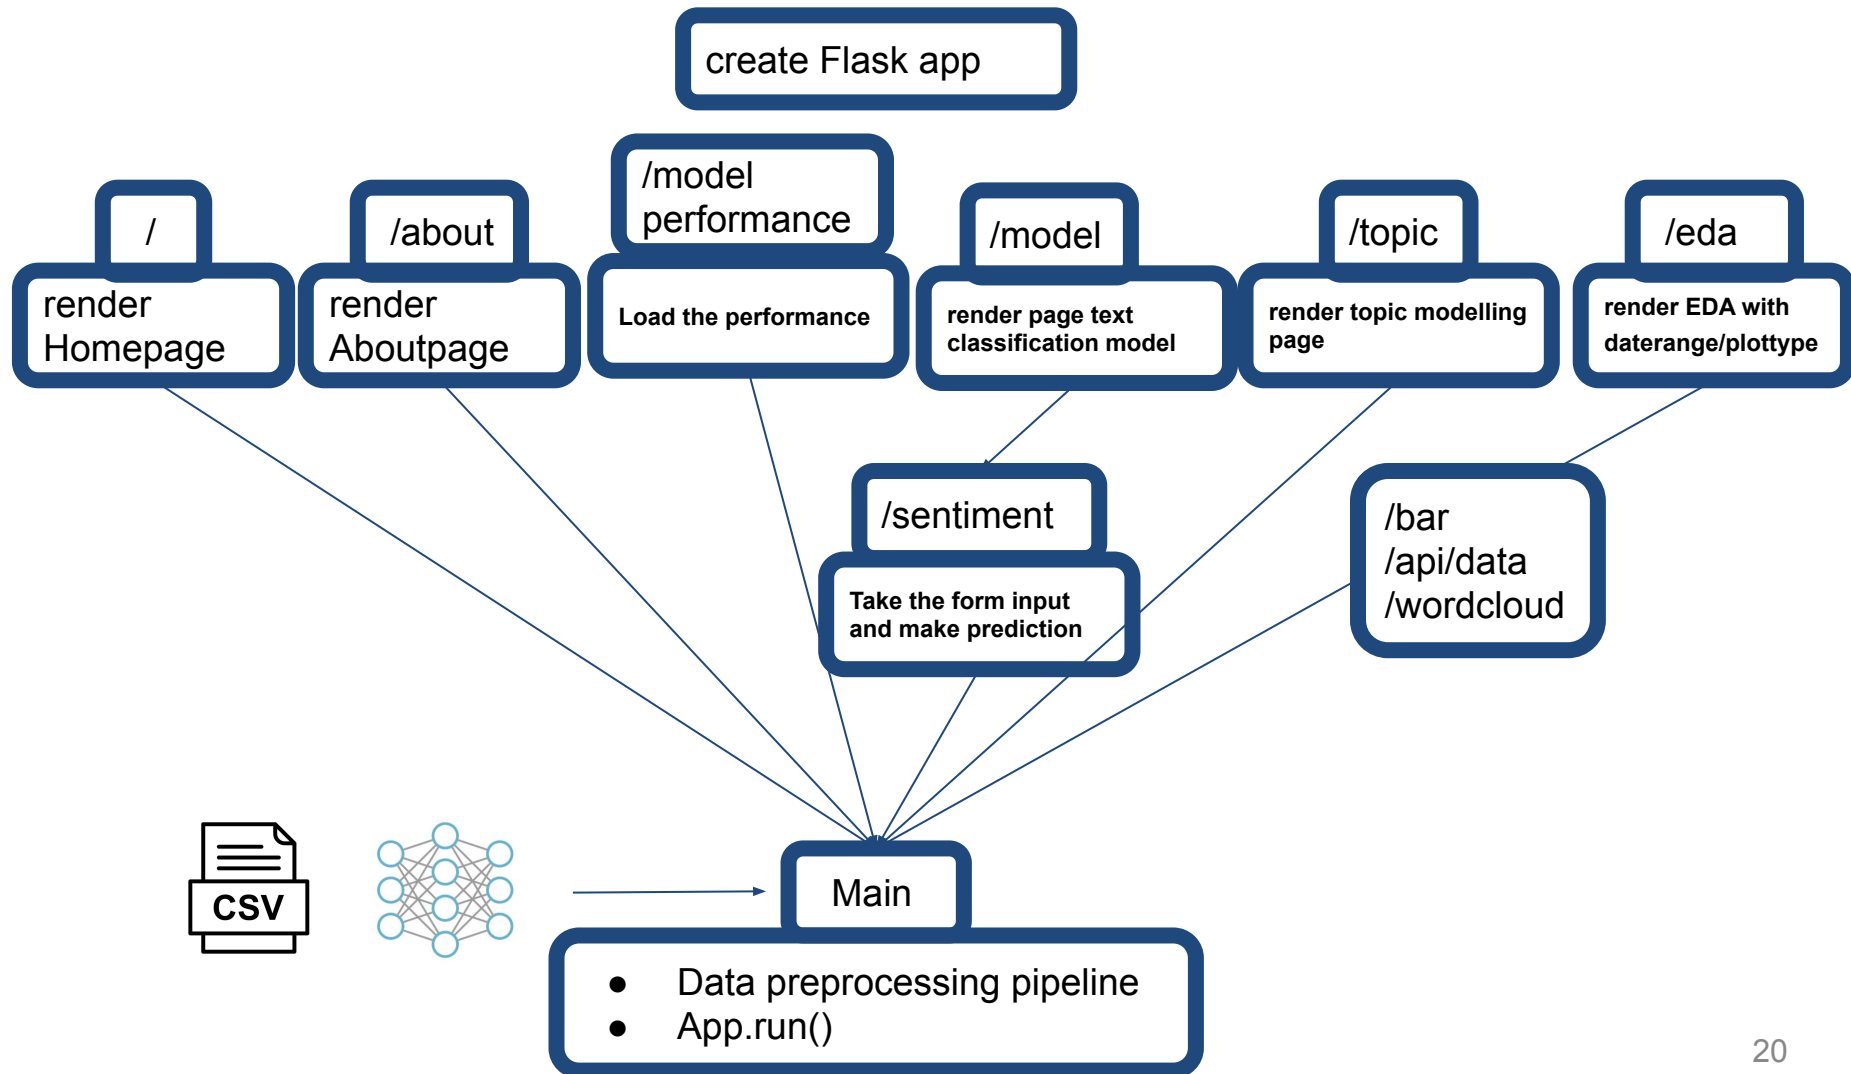 create Flask app
/
render
Homepage
/about
render
Aboutpage
/model
performance
Load the performance
/model
render page text
classification model
/topic
render topic modelling
page
/eda
render EDA with
daterange/plottype
/sentiment
Take the form input
and make prediction
/bar
/api/data
/wordcloud
CSV
Main
● Data preprocessing pipeline
● App.run()
20